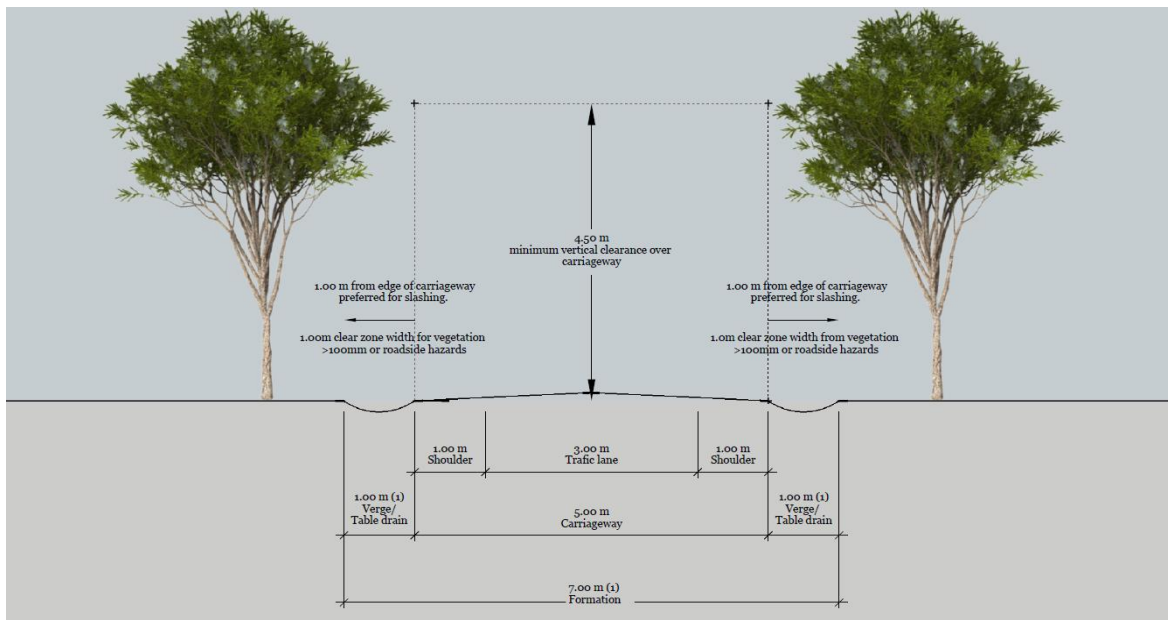 4.50 m
minimum vertical clearance over
carriageway
1.00 m from edge of carriageway
preferred for slashing.
1.00m clear zone width for vegetation
>100mm or roadside hazards
1.00 m from edge of carriageway
preferred for slashing.
1.0m clear zone width from vegetation
>100mm or roadside hazards
1.00 m
Shoulder
3.00 m
Trafic lane
1.00 m
Shoulder
1.00 m (1)
Verge/
Table drain
5.00 m
Carriageway
1.00 m (1)
Verge/
Table drain
7.00 m (1)
Formation